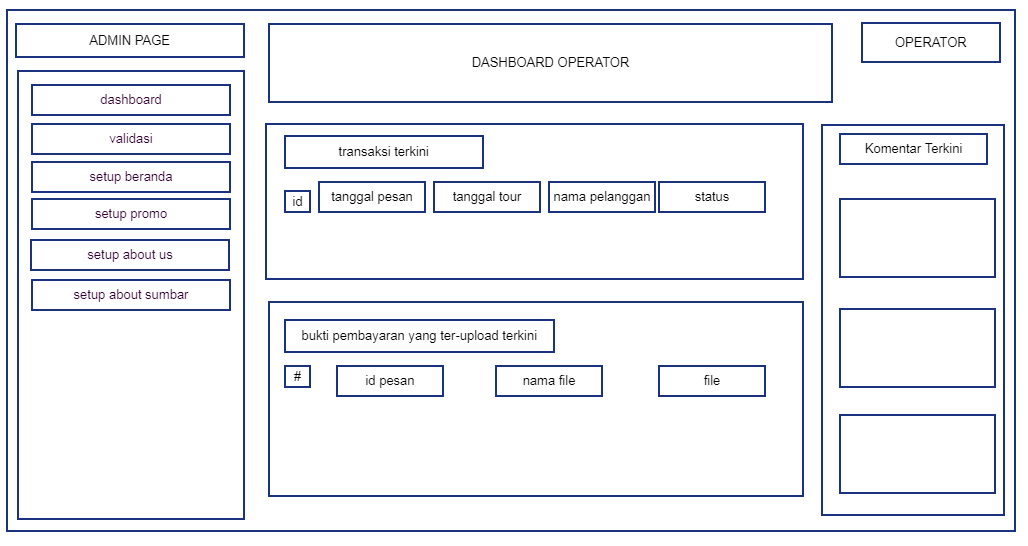 ADMIN PAGE
DASHBOARD OPERATOR
OPERATOR
dashboard
validasi
setup beranda
setup promo
setup about us
setup about sumbar
transaksi terkini
id
tanggal pesan
tanggal tour
nama pelanggan
status
bukti pembayaran yang ter-upload terkini
#
id pesan
nama file
file
Komentar Terkini